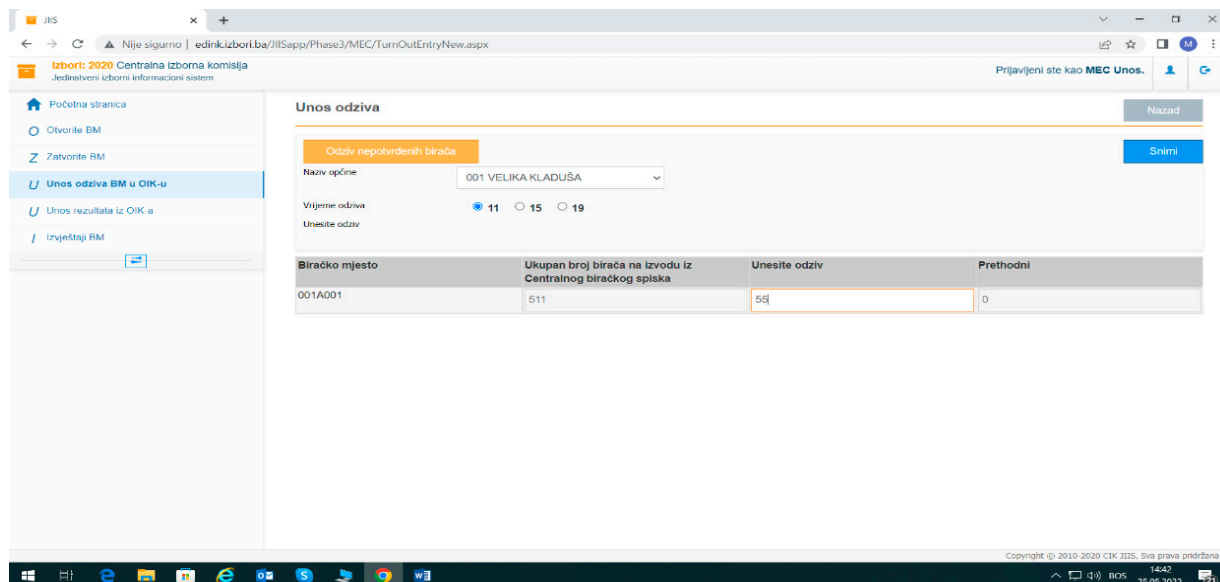 JIIS
Nije sigurno | edink.izbori.ba/JIISapp/Phase3/MEC/TurnOutEntryNew.aspx
M
Izbori: 2020 Centralna izborna komisija
Jedinstveni izborni informacioni sistem
Prijavljeni ste kao MEC Unos.
Početna stranica
O Otvorite BM
Z Zatvorite BM
U Unos odziva BM u OIK-u
U Unos rezultata iz OIK-a
I Izvještaji BM
Unos odziva
Nazad
Odziv nepotvrđenih birača
Snimi
Naziv općine
001 VELIKA KLADUŠA
Vrijeme odziva
11 15 19
Unesite odziv
Biračko mjesto Ukupan broj birača na izvodu iz Centralnog biračkog spiska Unesite odziv Prethodni
001A001 511 55 0
Copyright © 2010-2020 CIK JIIS, Sva prava pridržana
BOS
14:42
25.05.2022